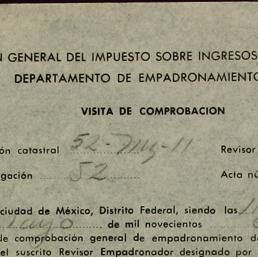 N GENERAL DEL IMPUESTO SOBRE INGRESOS
DEPARTAMENTO DE EMPADRONAMIENTO
VISITA DE COMPROBACION
ón catastral 52-Mz-11 Revisor
gación 52 Acta nú
ciudad de México, Distrito Federal, siendo las
Mayo de mil novecientos
de comprobación general de empadronamiento de
el suscrito Revisor Empadronador designado por